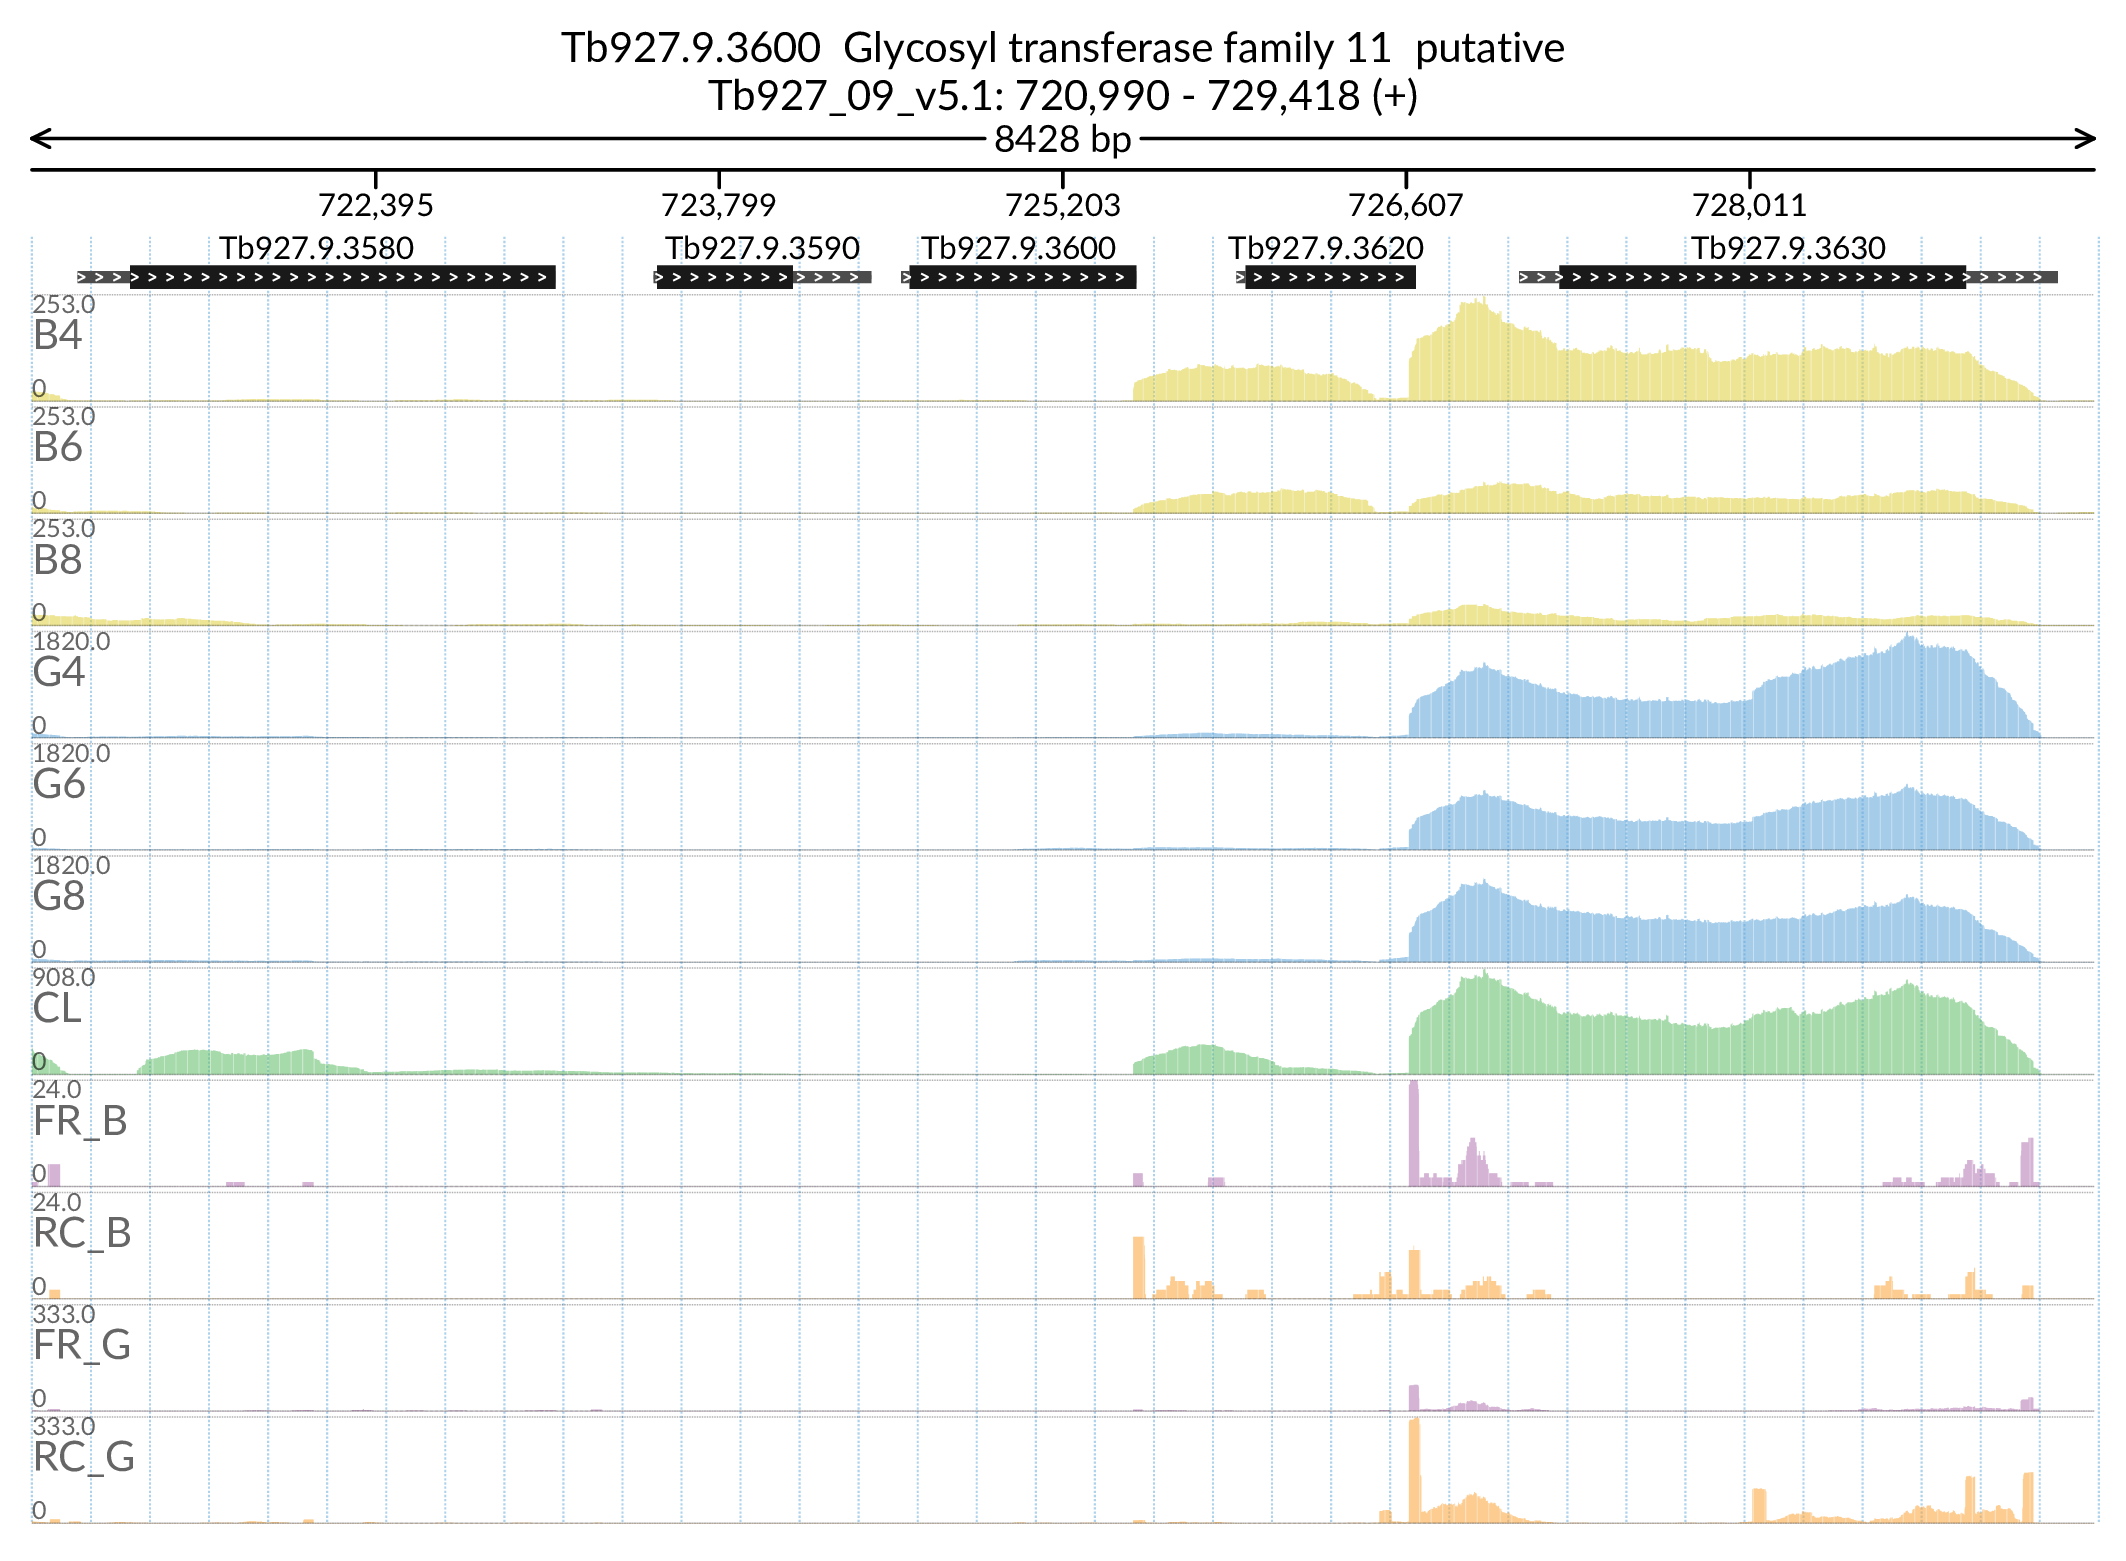 Tb927.9.3600  Glycosyl transferase family 11  putative
Tb927_09_v5.1: 720,990 - 729,418 (+)
8428 bp
722,395 723,799 725,203 726,607 728,011
Tb927.9.3580 Tb927.9.3590 Tb927.9.3600 Tb927.9.3620 Tb927.9.3630
253.0
B4
0
253.0
B6
0
253.0
B8
0
1820.0
G4
0
1820.0
G6
0
1820.0
G8
0
908.0
CL
0
24.0
FR_B
0
24.0
RC_B
0
333.0
FR_G
0
333.0
RC_G
0